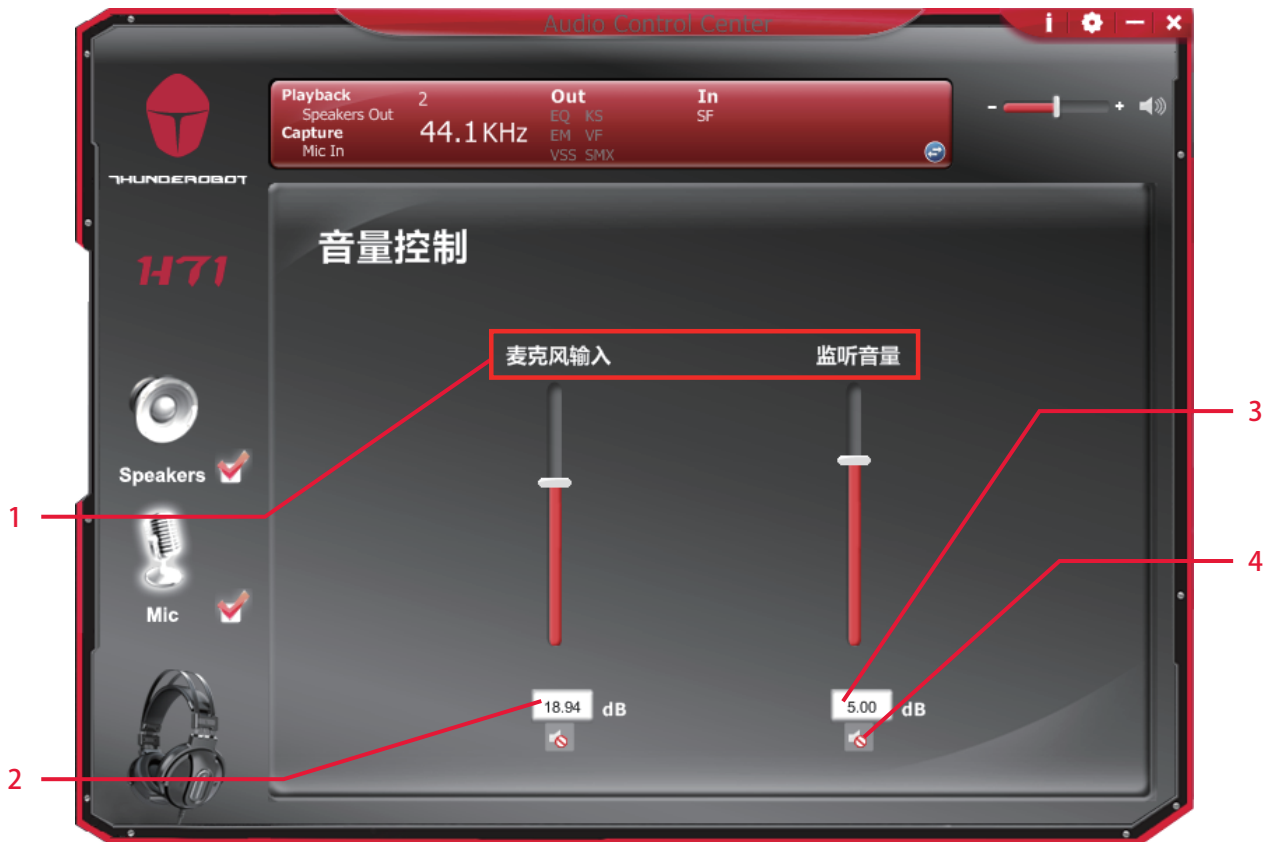 Audio Control Center
i
Playback 2 Out In
Speakers Out EQ KS SF
Capture 44.1 KHz EM VF
Mic In VSS SMX
- +
THUNDEROBOT
H71
音量控制
麦克风输入 监听音量
3
Speakers
1
4
Mic
18.94 dB 5.00 dB
2